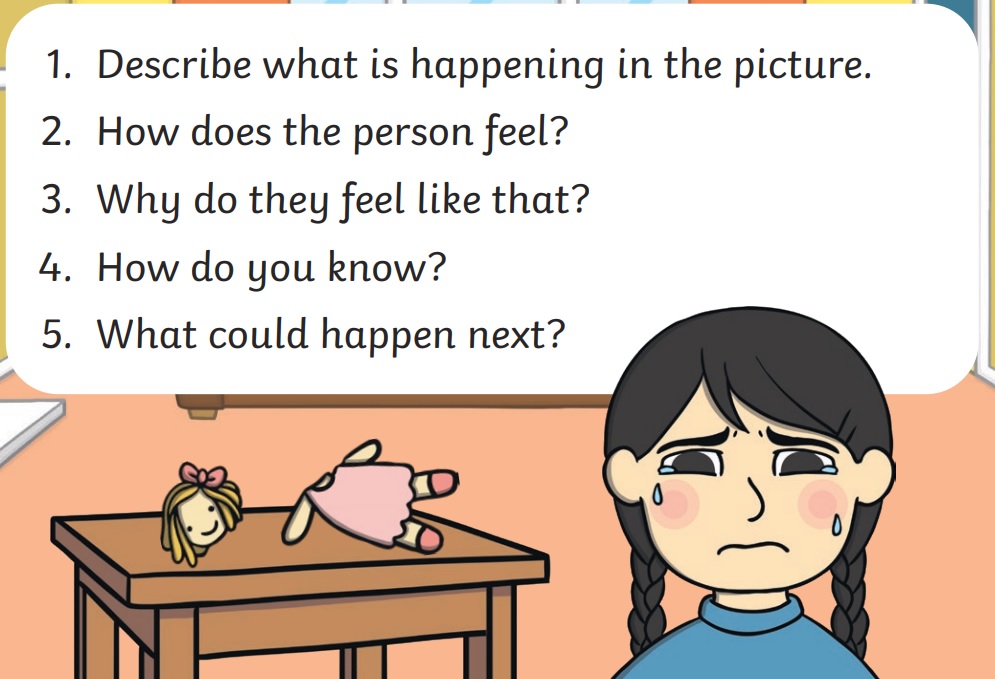 1. Describe what is happening in the picture.
2. How does the person feel?
3. Why do they feel like that?
4. How do you know?
5. What could happen next?